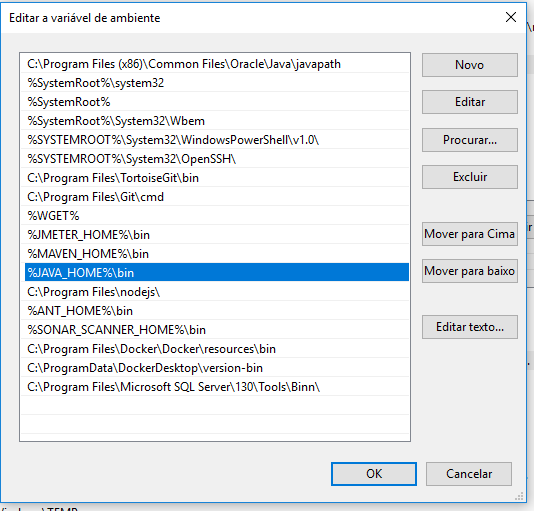 Editar a variável de ambiente
C:\Program Files (x86)\Common Files\Oracle\Java\javapath
%SystemRoot%\system32
%SystemRoot%
%SystemRoot%\System32\Wbem
%SYSTEMROOT%\System32\WindowsPowerShell\v1.0\
%SYSTEMROOT%\System32\OpenSSH\
C:\Program Files\TortoiseGit\bin
C:\Program Files\Git\cmd
%WGET%
%JMETER_HOME%\bin
%MAVEN_HOME%\bin
%JAVA_HOME%\bin
C:\Program Files\nodejs\
%ANT_HOME%\bin
%SONAR_SCANNER_HOME%\bin
C:\Program Files\Docker\Docker\resources\bin
C:\ProgramData\DockerDesktop\version-bin
C:\Program Files\Microsoft SQL Server\130\Tools\Binn\
Novo
Editar
Procurar...
Excluir
Mover para Cima
Mover para baixo
Editar texto...
OK
Cancelar